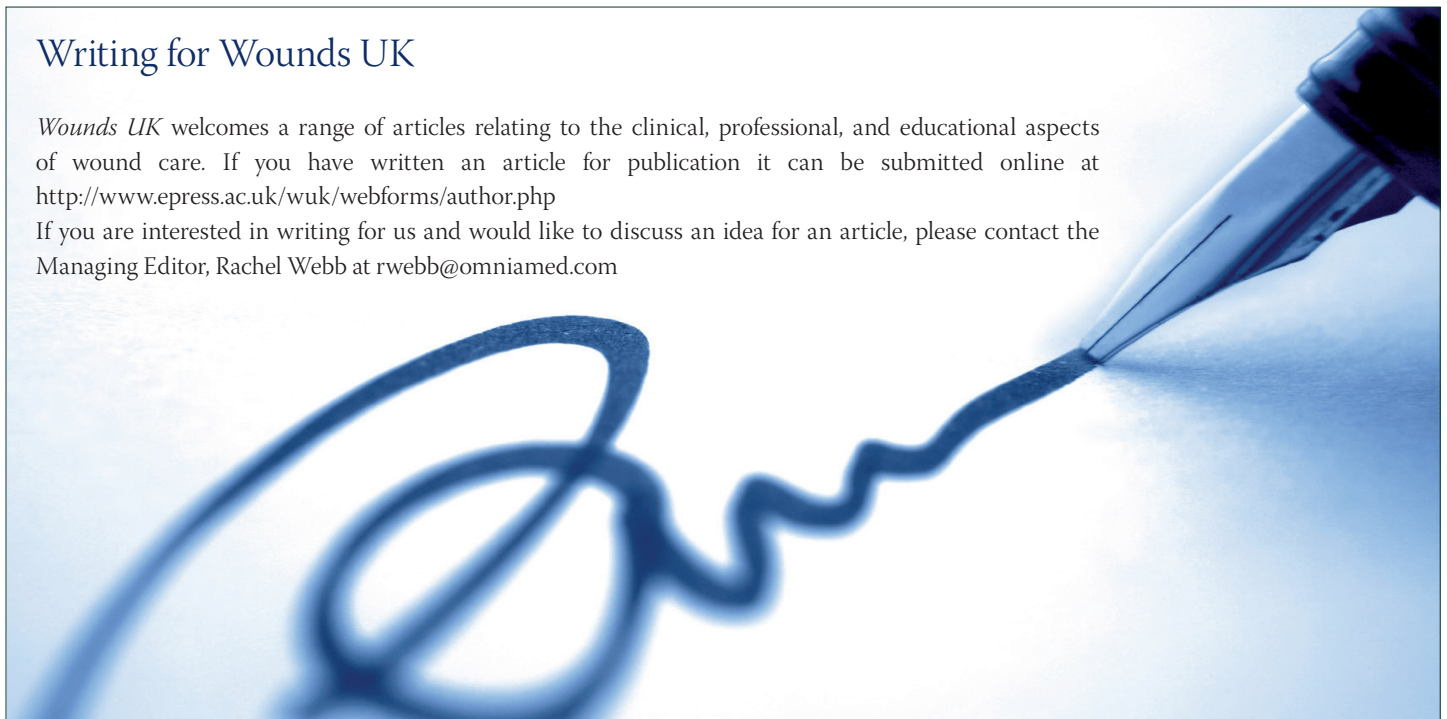 Writing for Wounds UK
Wounds UK welcomes a range of articles relating to the clinical, professional, and educational aspects
of wound care. If you have written an article for publication it can be submitted online at
http://www.epress.ac.uk/wuk/webforms/author.php
If you are interested in writing for us and would like to discuss an idea for an article, please contact the
Managing Editor, Rachel Webb at rwebb@omniamed.com